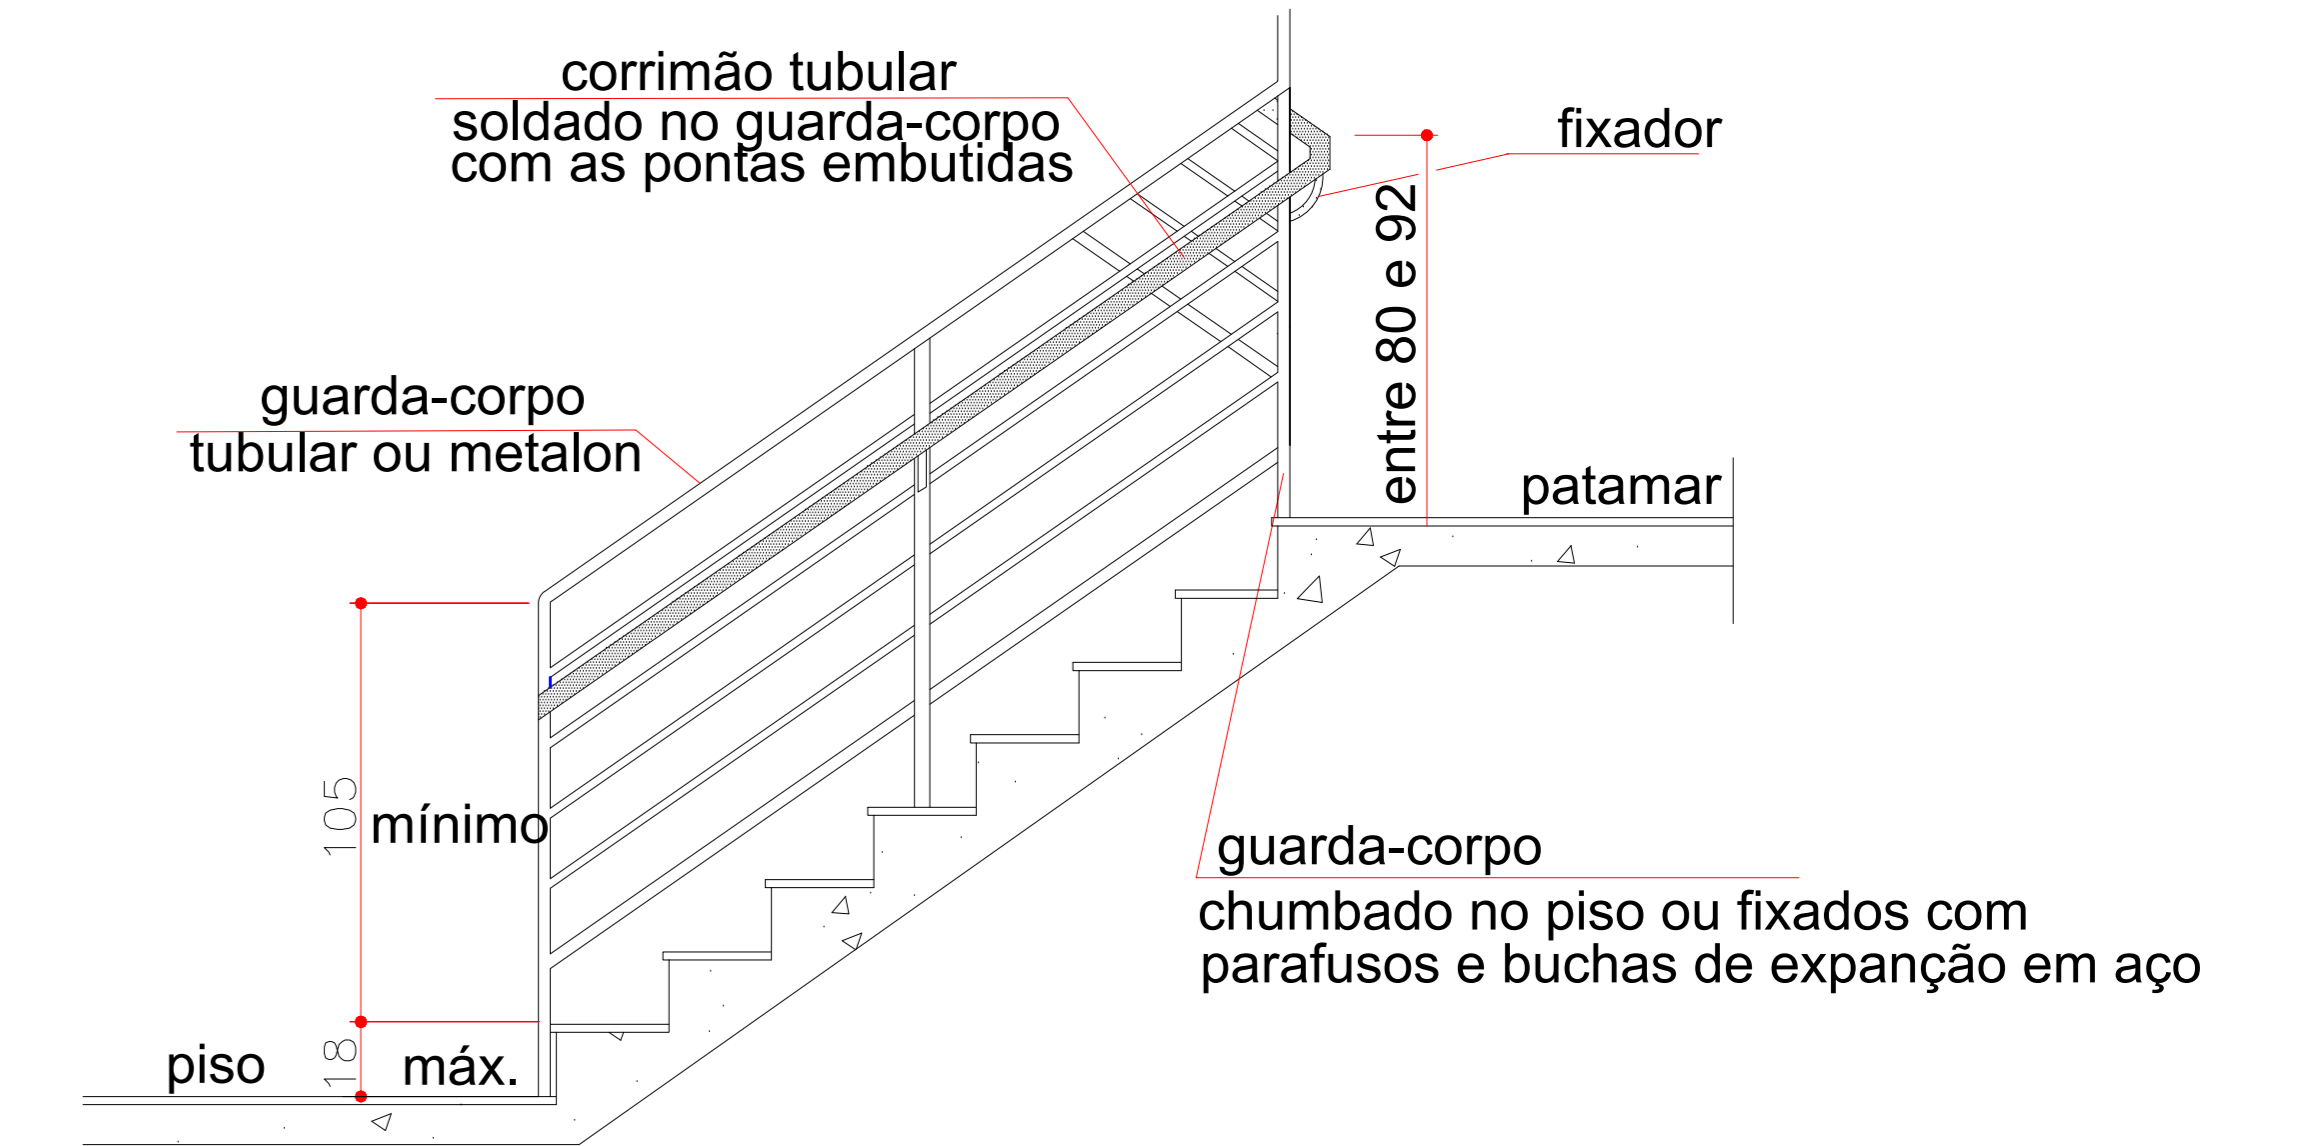 corrimão tubular
soldado no guarda-corpo
com as pontas embutidas
fixador
entre 80 e 92
guarda-corpo
tubular ou metalon
patamar
105
mínimo
guarda-corpo
chumbado no piso ou fixados com
parafusos e buchas de expanção em aço
piso
18
máx.